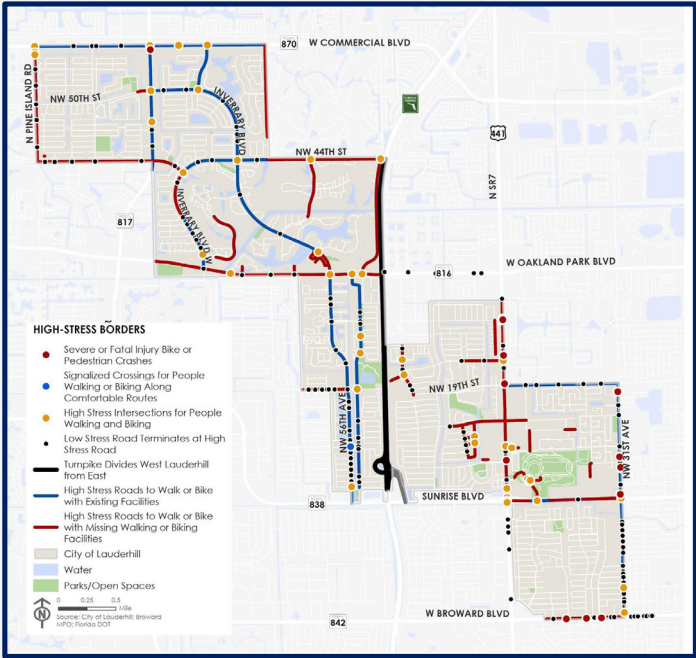 870
W COMMERCIAL BLVD
N PINE ISLAND RD
NW 50TH ST
INVERRARY BLVD
441
NW 44TH ST
N SR7
INVERRARY BLVD W
817
W OAKLAND PARK BLVD
816
HIGH-STRESS BORDERS
Severe or Fatal Injury Bike or
Pedestrian Crashes
Signalized Crossings for People
Walking or Biking Along
Comfortable Routes
High Stress Intersections for People
Walking and Biking
Low Stress Road Terminates at High
Stress Road
Turnpike Divides West Lauderhill
from East
High Stress Roads to Walk or Bike
with Existing Facilities
High Stress Roads to Walk or Bike
with Missing Walking or Biking
Facilities
City of Lauderhill
Water
Parks/Open Spaces
N
0 0.25 0.5
Mile
Source: City of Lauderhill; Broward
MPO; Florida DOT
NW 19TH ST
NW 56TH AVE
NW 31ST AVE
838
SUNRISE BLVD
842
W BROWARD BLVD